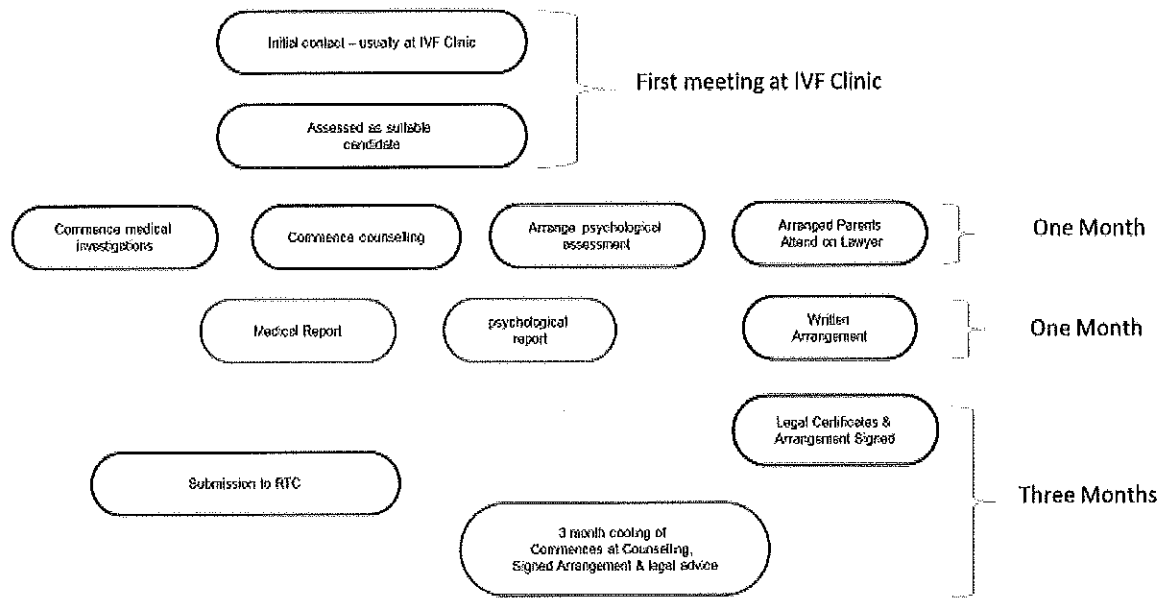 Initial contact – usually at IVF Clinic
First meeting at IVF Clinic
Assessed as suitable
candidate
Commence medical
investigations
Commence counselling
Arrange psychological
assessment
Arranged Parents
Attend on Lawyer
One Month
Medical Report
psychological
report
Written
Arrangement
One Month
Legal Certificates &
Arrangement Signed
Submission to RTC
Three Months
3 month cooling of
Commences at Counselling,
Signed Arrangement & legal advice